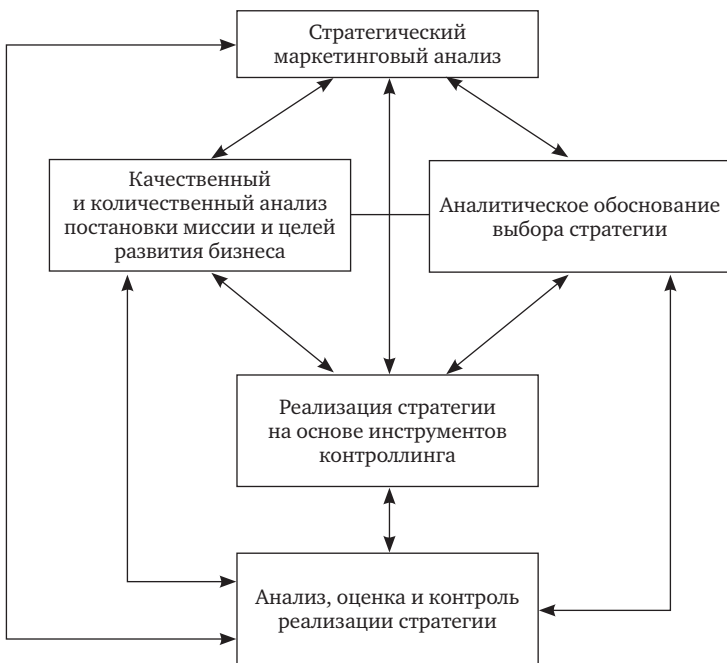 Стратегический
маркетинговый анализ
Качественный
и количественный анализ
постановки миссии и целей
развития бизнеса
Аналитическое обоснование
выбора стратегии
Реализация стратегии
на основе инструментов
контроллинга
Анализ, оценка и контроль
реализации стратегии